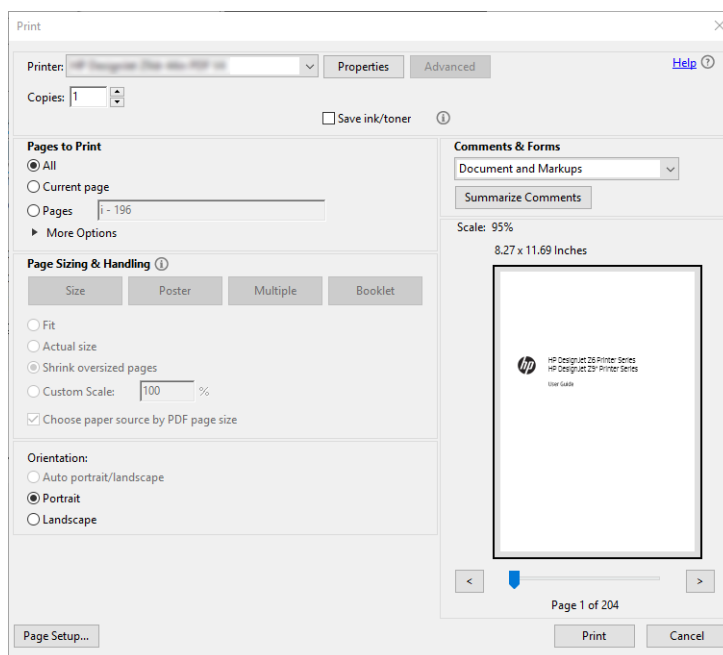 Print
Printer:
Properties
Advanced
Help
Copies: 1
Save ink/toner
Pages to Print
All
Current page
Pages i - 196
More Options
Page Sizing & Handling
Size Poster Multiple Booklet
Fit
Actual size
Shrink oversized pages
Custom Scale: 100 %
Choose paper source by PDF page size
Orientation:
Auto portrait/landscape
Portrait
Landscape
Comments & Forms
Document and Markups
Summarize Comments
Scale: 95%
8.27 x 11.69 Inches
hp
HP DesignJet Z6 Printer Series
HP DesignJet Z9⁺ Printer Series
User Guide
< >
Page 1 of 204
Page Setup...
Print
Cancel